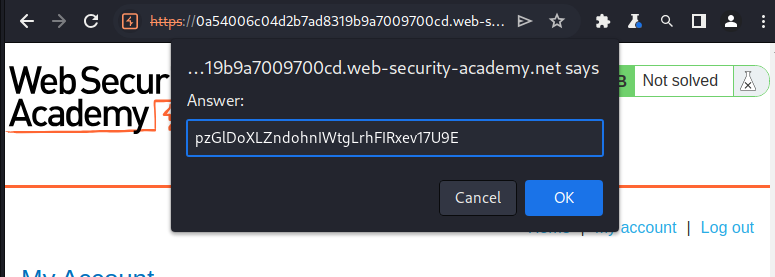 https://0a54006c04d2b7ad8319b9a7009700cd.web-s...
...19b9a7009700cd.web-security-academy.net says
Web Secur
Academy
B Not solved
Answer:
pzGlDoXLZndohnIWtgLrhFIRxev17U9E
Cancel OK
Home | My account | Log out
My Account